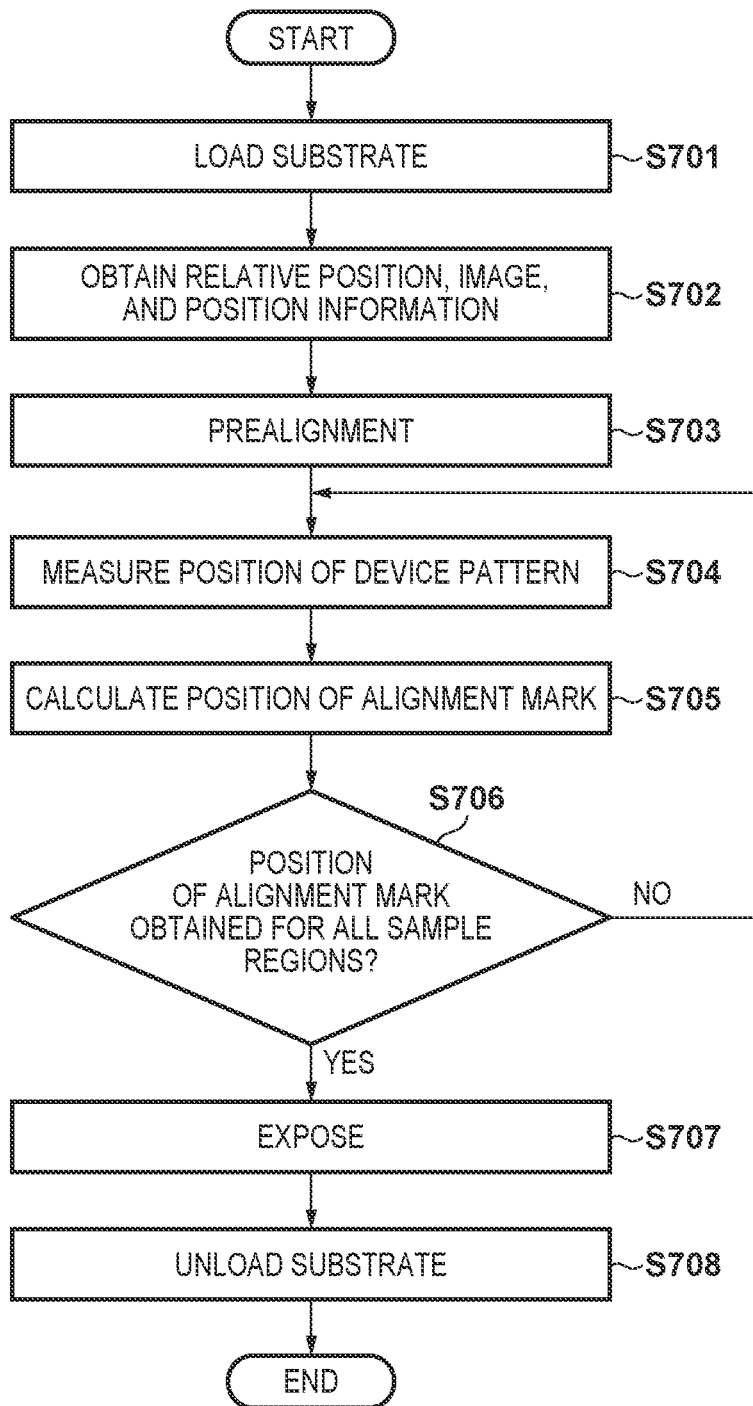 START
LOAD SUBSTRATE
S701
OBTAIN RELATIVE POSITION, IMAGE,
AND POSITION INFORMATION
S702
PREALIGNMENT
S703
MEASURE POSITION OF DEVICE PATTERN
S704
CALCULATE POSITION OF ALIGNMENT MARK
S705
S706
POSITION
OF ALIGNMENT MARK
OBTAINED FOR ALL SAMPLE
REGIONS?
NO
YES
EXPOSE
S707
UNLOAD SUBSTRATE
S708
END